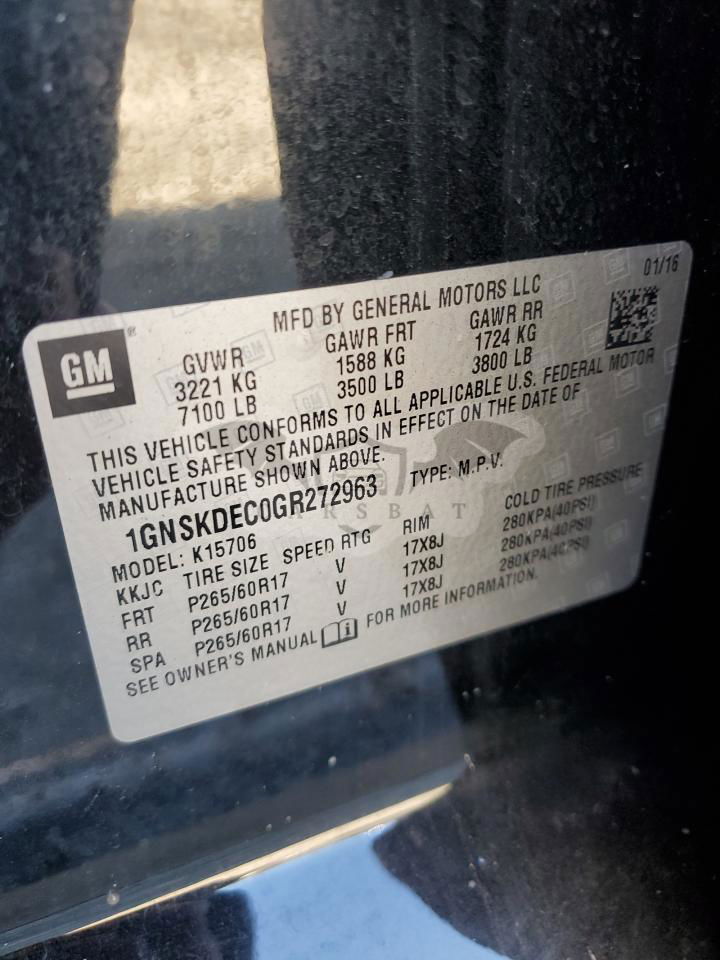 01/16
MFD BY GENERAL MOTORS LLC
GM
GVWR GAWR FRT GAWR RR
3221 KG 1588 KG 1724 KG
7100 LB 3500 LB 3800 LB
THIS VEHICLE CONFORMS TO ALL APPLICABLE U.S. FEDERAL MOTOR
VEHICLE SAFETY STANDARDS IN EFFECT ON THE DATE OF
MANUFACTURE SHOWN ABOVE.
1GNSKDEC0GR272963 TYPE: M.P.V.
MODEL: K15706
KKJC TIRE SIZE SPEED RTG RIM COLD TIRE PRESSURE
FRT P265/60R17 V 17X8J 280KPA(40PSI)
RR P265/60R17 V 17X8J 280KPA(40PSI)
SPA P265/60R17 V 17X8J 280KPA(40PSI)
SEE OWNER'S MANUAL FOR MORE INFORMATION.